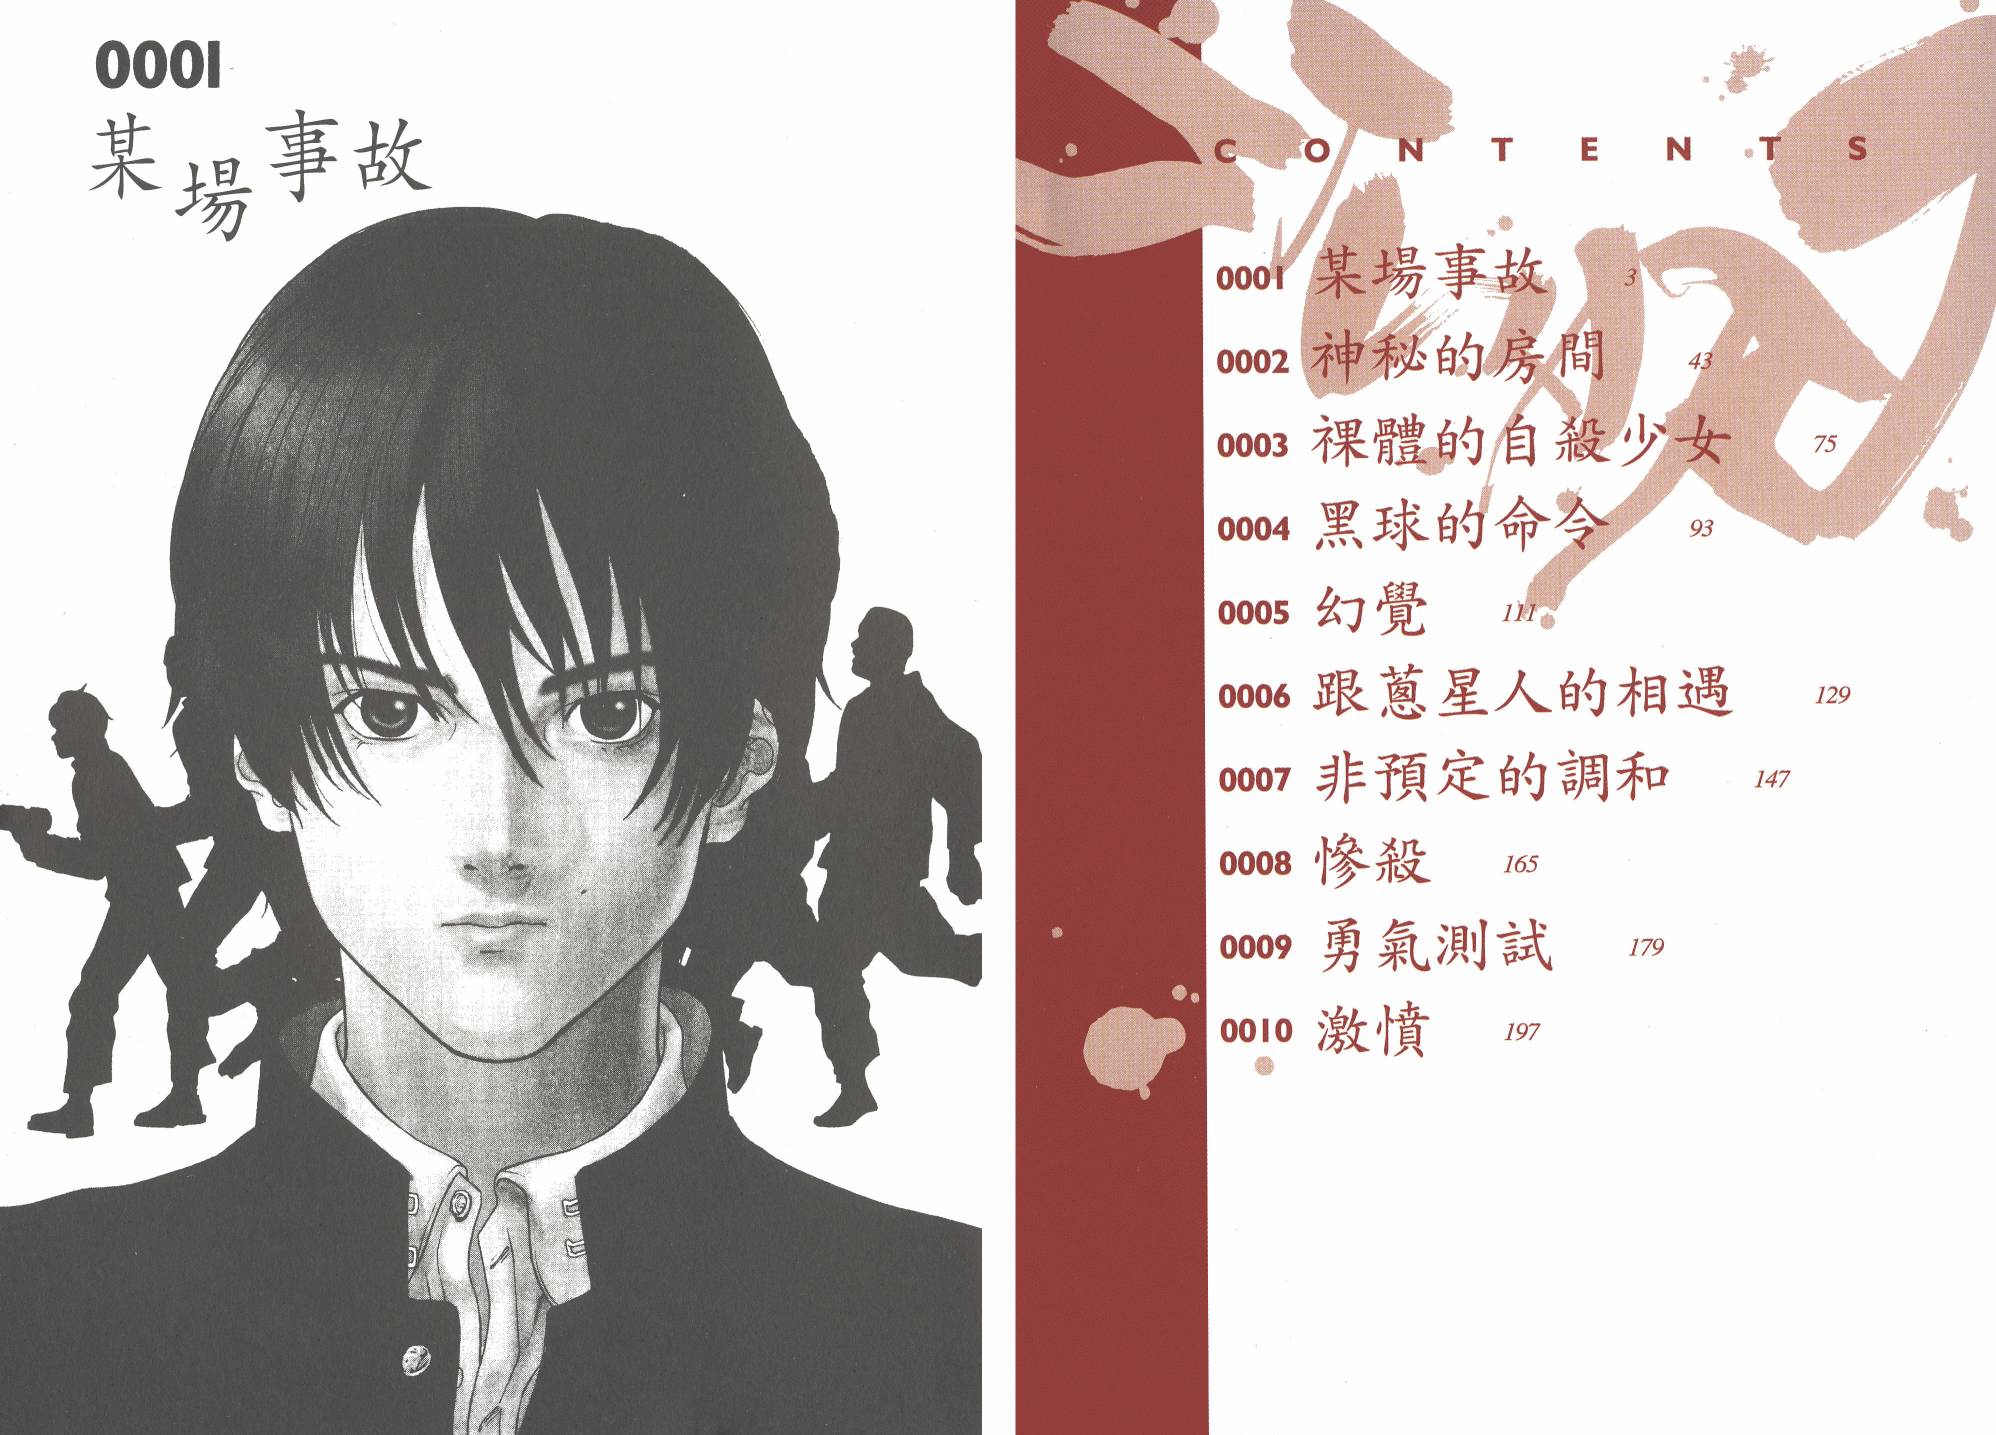 0001
某場事故
CONTENTS
0001 某場事故 3
0002 神秘的房間 43
0003 裸體的自殺少女 75
0004 黑球的命令 93
0005 幻覺 111
0006 跟蔥星人的相遇 129
0007 非預定的調和 147
0008 慘殺 165
0009 勇氣測試 179
0010 激憤 197